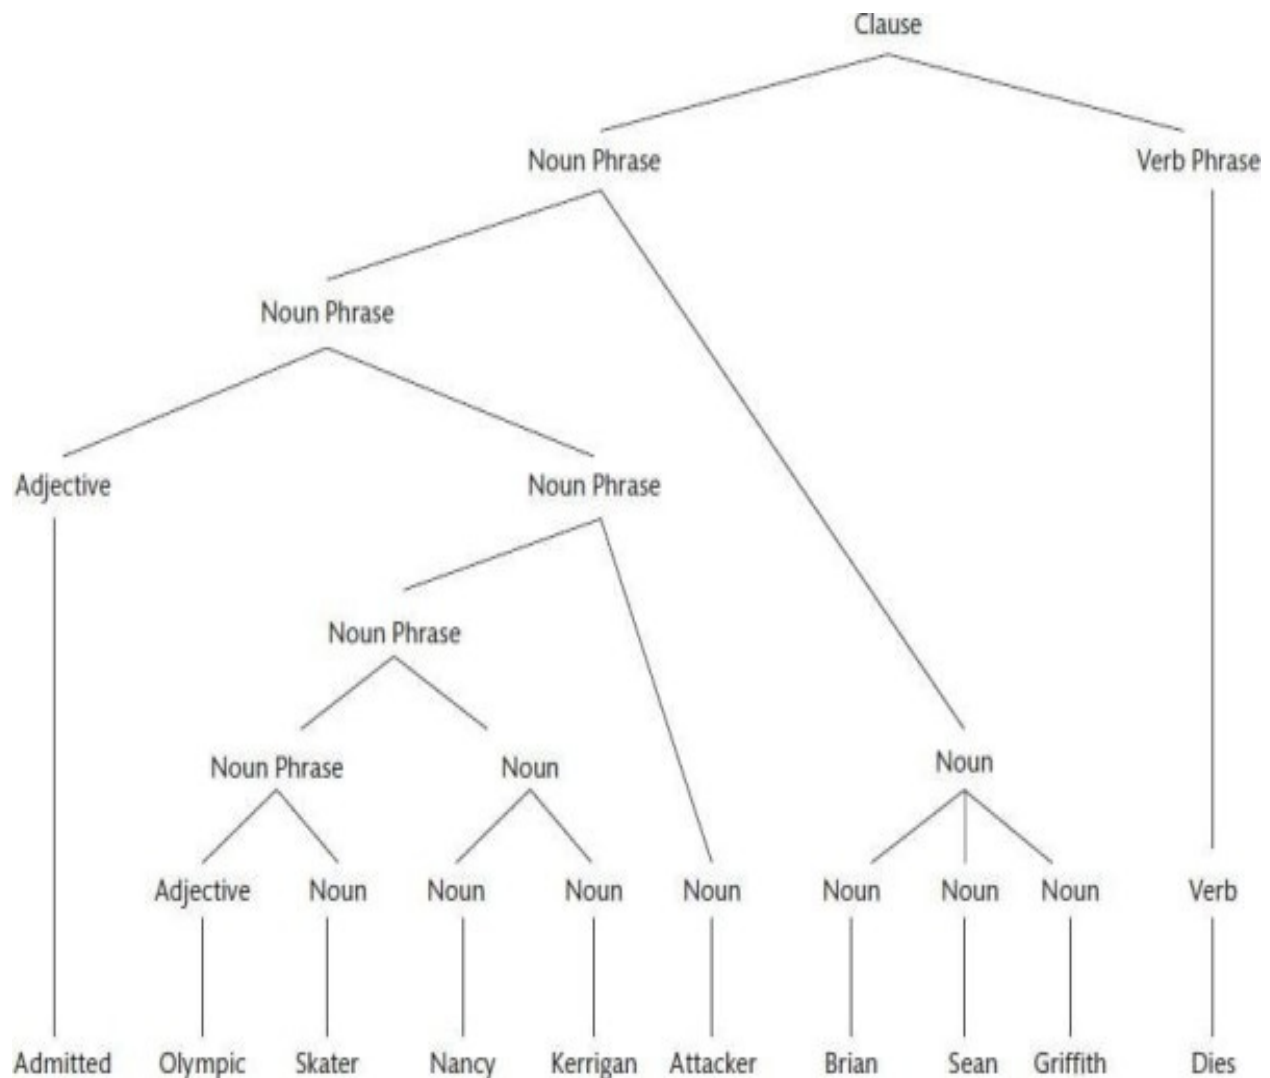 Clause
Noun Phrase Verb Phrase
Noun Phrase
Adjective Noun Phrase
Noun Phrase
Noun Phrase Noun Noun
Adjective Noun Noun Noun Noun Noun Noun Noun Verb
Admitted Olympic Skater Nancy Kerrigan Attacker Brian Sean Griffith Dies